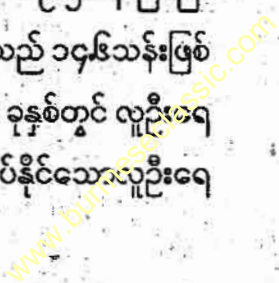 သည် ၁၄.၆သန်းဖြစ်
ခုနှစ်တွင် လူဦးရေ
ပ်နိုင်သောလူဦးရေ
www.burmeseclassic.com